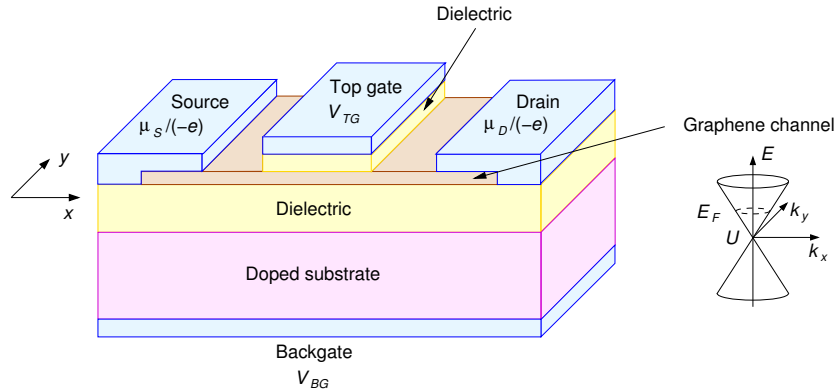 Dielectric
Source
μ_S/(-e)
Top gate
V_TG
Drain
μ_D/(-e)
Graphene channel
y
x
Dielectric
Doped substrate
Backgate
V_BG
E
E_F
k_y
U
k_x